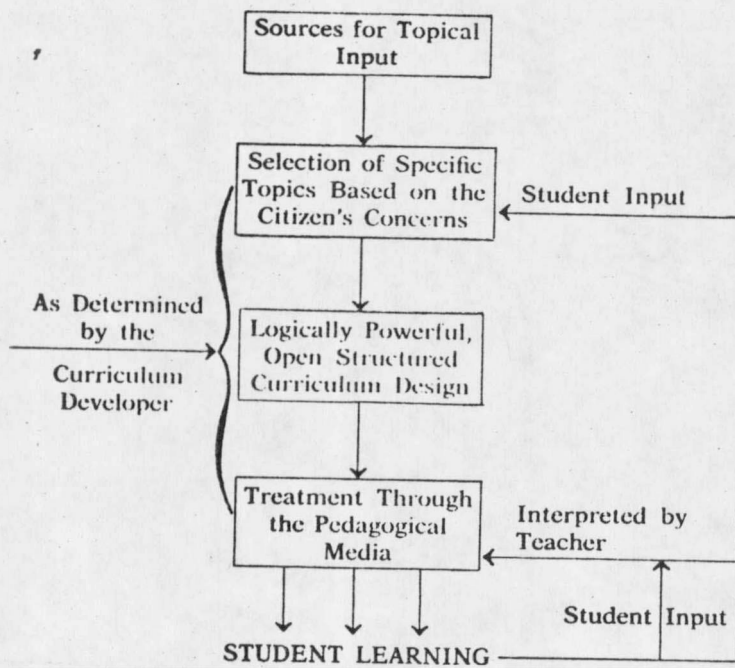 Sources for Topical
Input
Selection of Specific
Topics Based on the
Citizen's Concerns
Student Input
As Determined
by the
Curriculum
Developer
Logically Powerful,
Open Structured
Curriculum Design
Treatment Through
the Pedagogical
Media
Interpreted by
Teacher
Student Input
STUDENT LEARNING